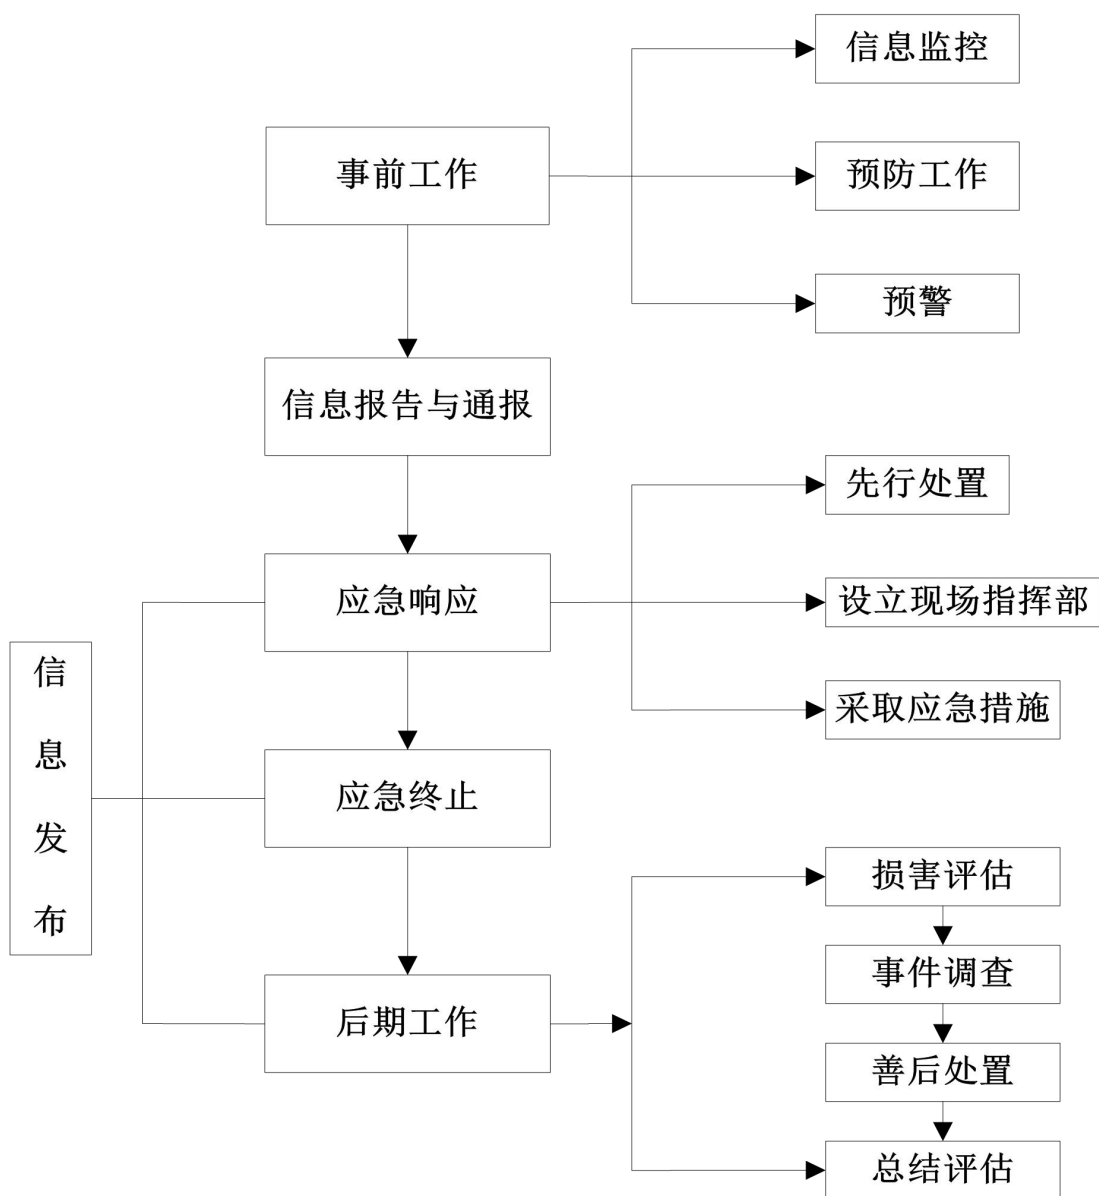 信息监控
事前工作
预防工作
预警
信息报告与通报
先行处置
应急响应
设立现场指挥部
采取应急措施
信息发布
应急终止
损害评估
事件调查
后期工作
善后处置
总结评估